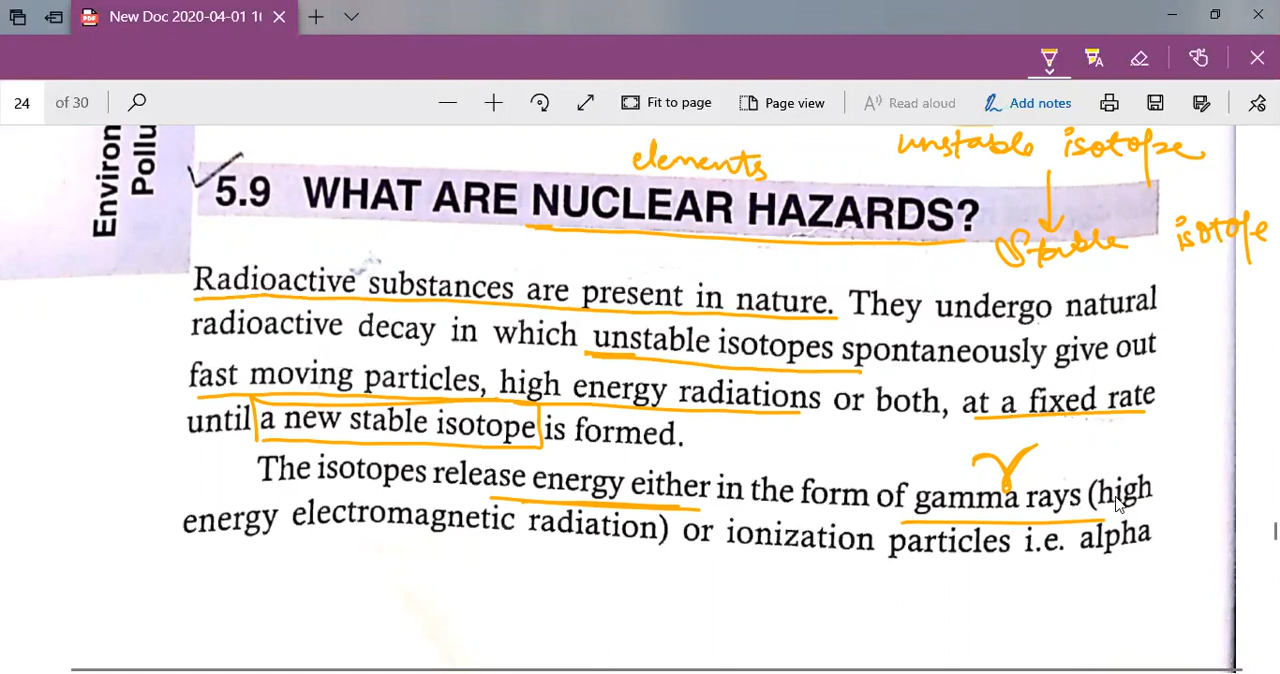 New Doc 2020-04-01 1
24 of 30
Fit to page
Page view
Read aloud
Add notes
Environ
Pollu
unstable isotope
elements
5.9 WHAT ARE NUCLEAR HAZARDS?
Stable isotope
Radioactive substances are present in nature. They undergo natural
radioactive decay in which unstable isotopes spontaneously give out
fast moving particles, high energy radiations or both, at a fixed rate
until a new stable isotope is formed.
γ
The isotopes release energy either in the form of gamma rays (high
energy electromagnetic radiation) or ionization particles i.e. alpha